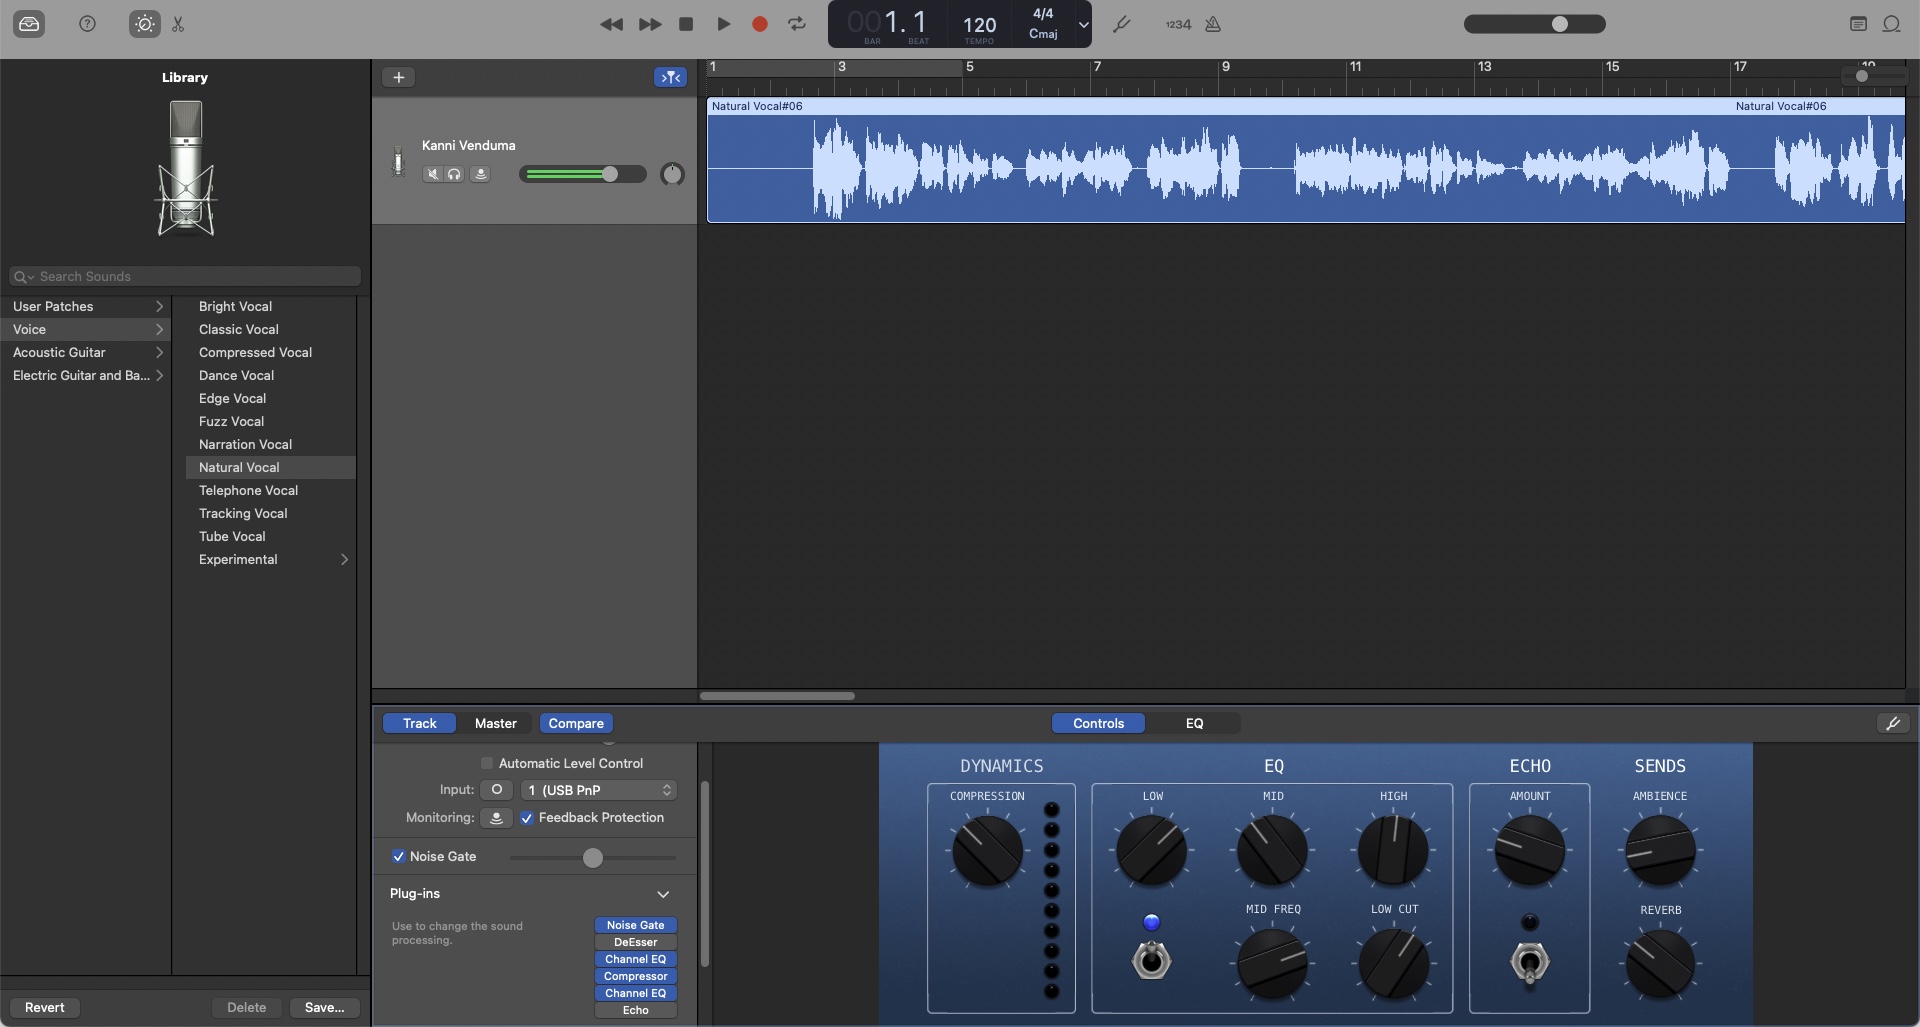 001. 1
BAR
BEAT
120
TEMPO
4/4
Cmaj
1234
Library
Search Sounds
User Patches
Voice
Acoustic Guitar
Electric Guitar and Ba...
Bright Vocal
Classic Vocal
Compressed Vocal
Dance Vocal
Edge Vocal
Fuzz Vocal
Narration Vocal
Natural Vocal
Telephone Vocal
Tracking Vocal
Tube Vocal
Experimental
Revert
Delete
Save...
Kanni Venduma
1 3 5 7 9 11 13 15 17 19
Natural Vocal#06
Natural Vocal#06
Track
Master
Compare
Controls
EQ
Automatic Level Control
Input:
1 (USB PnP
Monitoring:
Feedback Protection
Noise Gate
Plug-ins
Use to change the sound
processing.
Noise Gate
DeEsser
Channel EQ
Compressor
Channel EQ
Echo
DYNAMICS
COMPRESSION
EQ
LOW
MID
HIGH
MID FREQ
LOW CUT
ECHO
AMOUNT
SENDS
AMBIENCE
REVERB